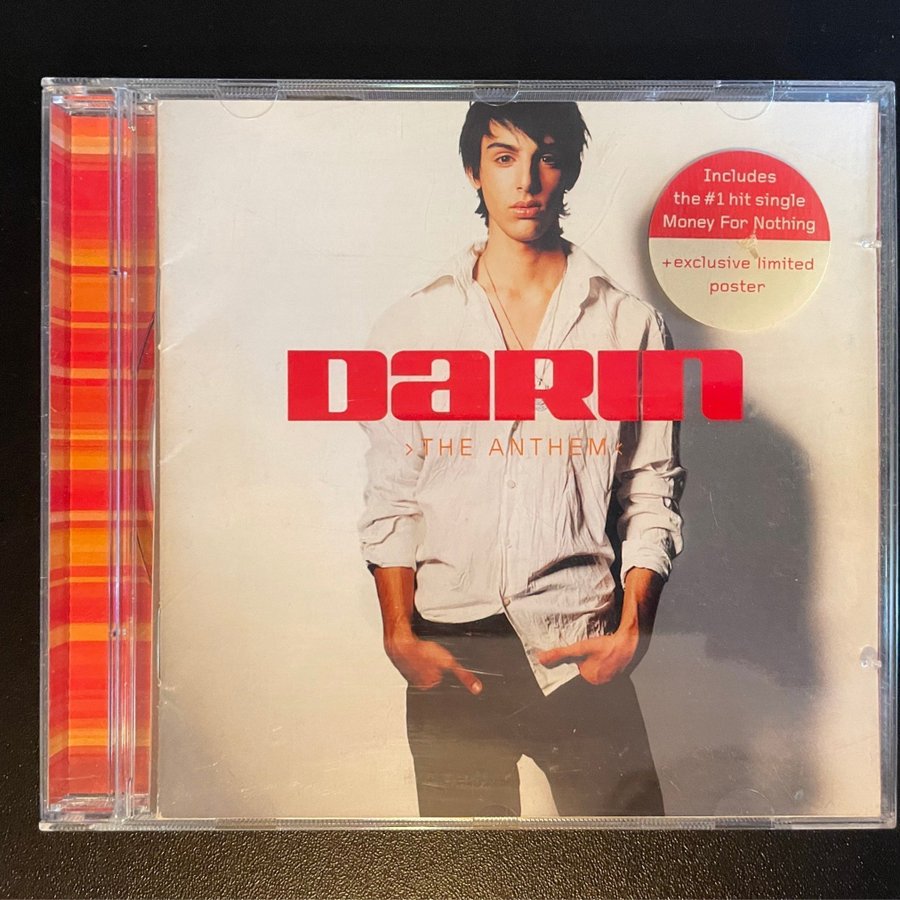 Includes
the #1 hit single
Money For Nothing
+exclusive limited
poster
DARIN
>THE ANTHEM<